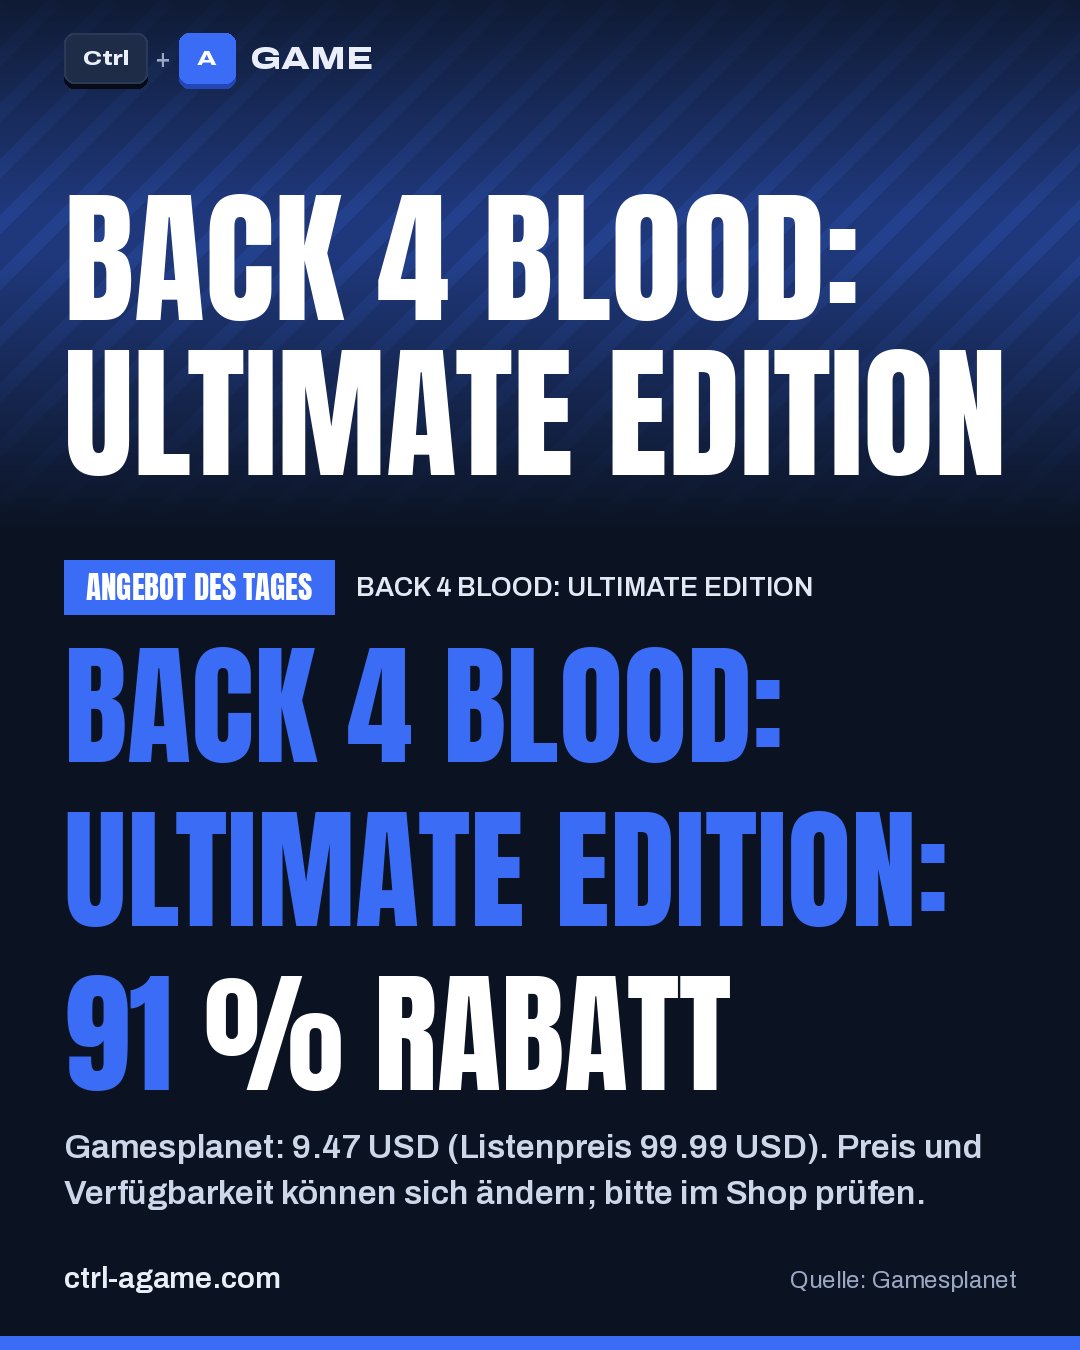 Ctrl + A GAME
BACK 4 BLOOD:
ULTIMATE EDITION
ANGEBOT DES TAGES BACK 4 BLOOD: ULTIMATE EDITION
BACK 4 BLOOD:
ULTIMATE EDITION:
91 % RABATT
Gamesplanet: 9.47 USD (Listenpreis 99.99 USD). Preis und
Verfügbarkeit können sich ändern; bitte im Shop prüfen.
ctrl-agame.com Quelle: Gamesplanet